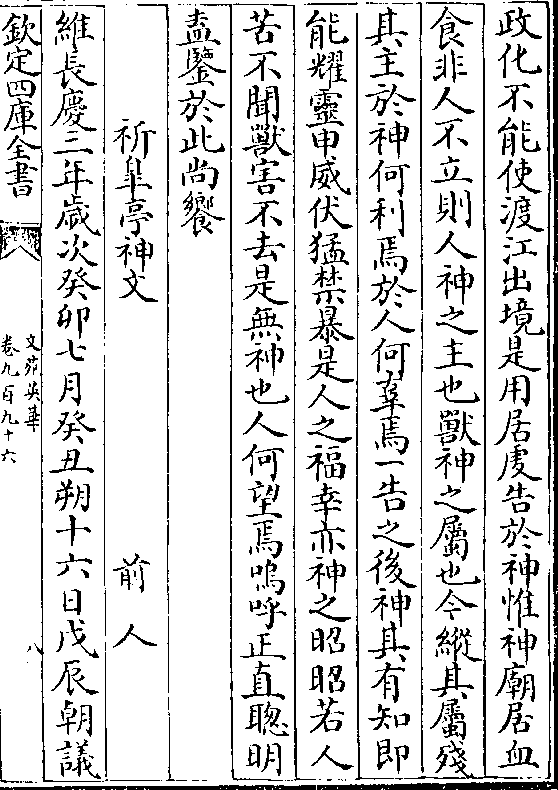 政化不能使渡江出境是用居處告於神惟神廟居血
食非人不立則人神之主也獸神之屬也今縱其屬殘
其主於神何利焉於人何辜焉一告之後神其有知即
能耀靈申威伏猛禁暴是人之福幸亦神之昭昭若人
苦不聞獸害不去是無神也人何望焉嗚呼正直聰明
盍鑒於此尚饗
祈皐亭神文 前人
維長慶三年歲次癸卯七月癸丑朔十六日戊辰朝議
欽定四庫全書
文苑英華
卷九百九十六
八